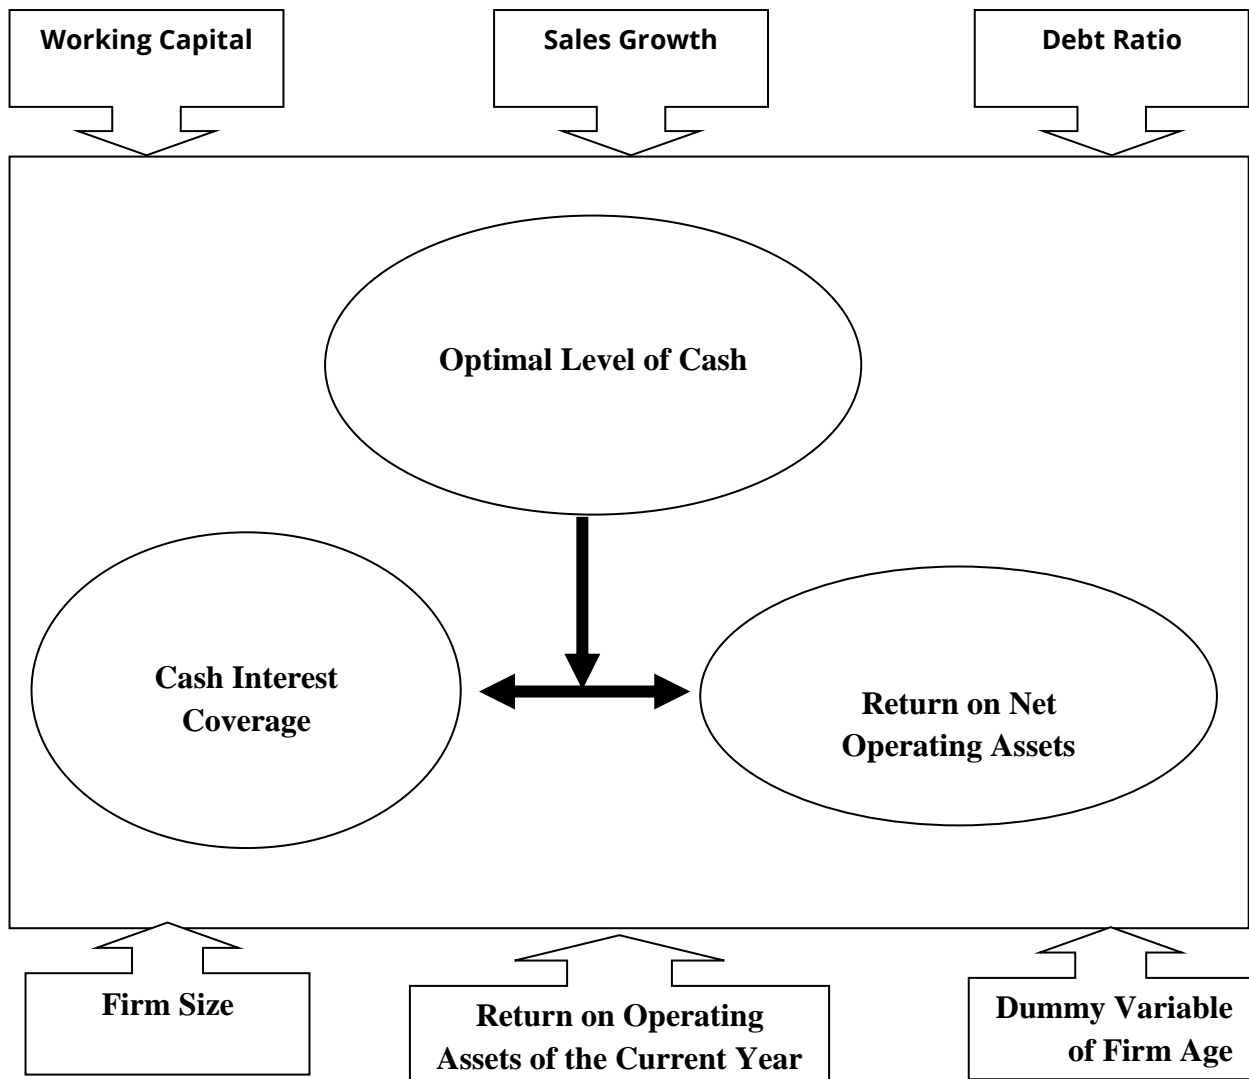 Working Capital
Sales Growth
Debt Ratio
Optimal Level of Cash
Cash Interest
Coverage
Return on Net
Operating Assets
Firm Size
Return on Operating
Assets of the Current Year
Dummy Variable
of Firm Age